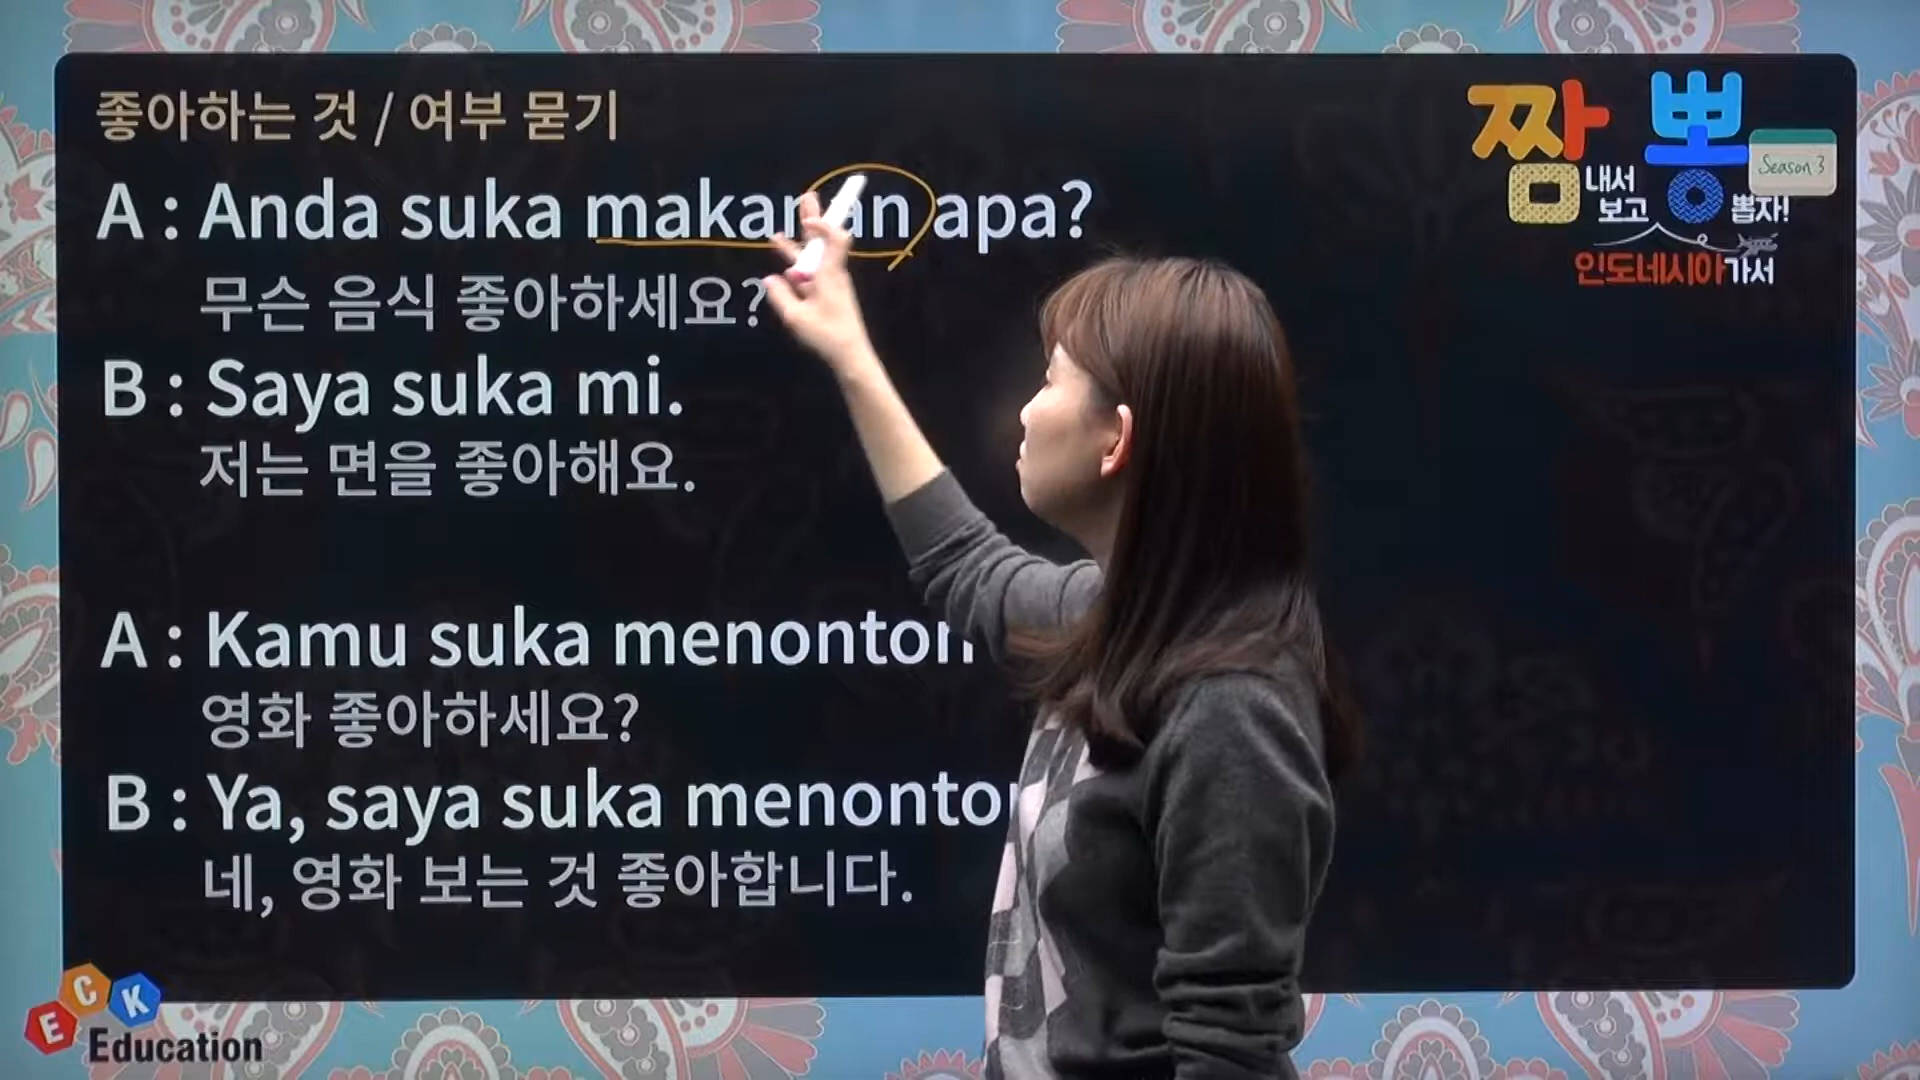 좋아하는 것 / 여부 묻기
A : Anda suka makanan apa?
무슨 음식 좋아하세요?
B : Saya suka mi.
저는 면을 좋아해요.
A : Kamu suka
영화 좋아하세요?
B : Ya, saya suka
네, 영화 보는 것 좋아합니다.
짬뽕
Season 3
내서
보고 뽑자!
인도네시아가서
ECK
Education